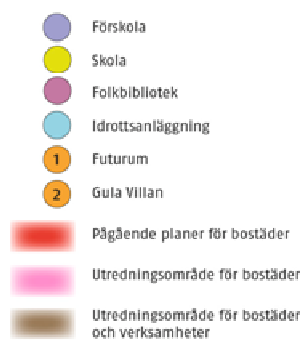 Förskola
Skola
Folkbibliotek
Idrottsanläggning
1 Futurum
2 Gula Villan
Pågående planer för bostäder
Utredningsområde för bostäder
Utredningsområde för bostäder
och verksamheter